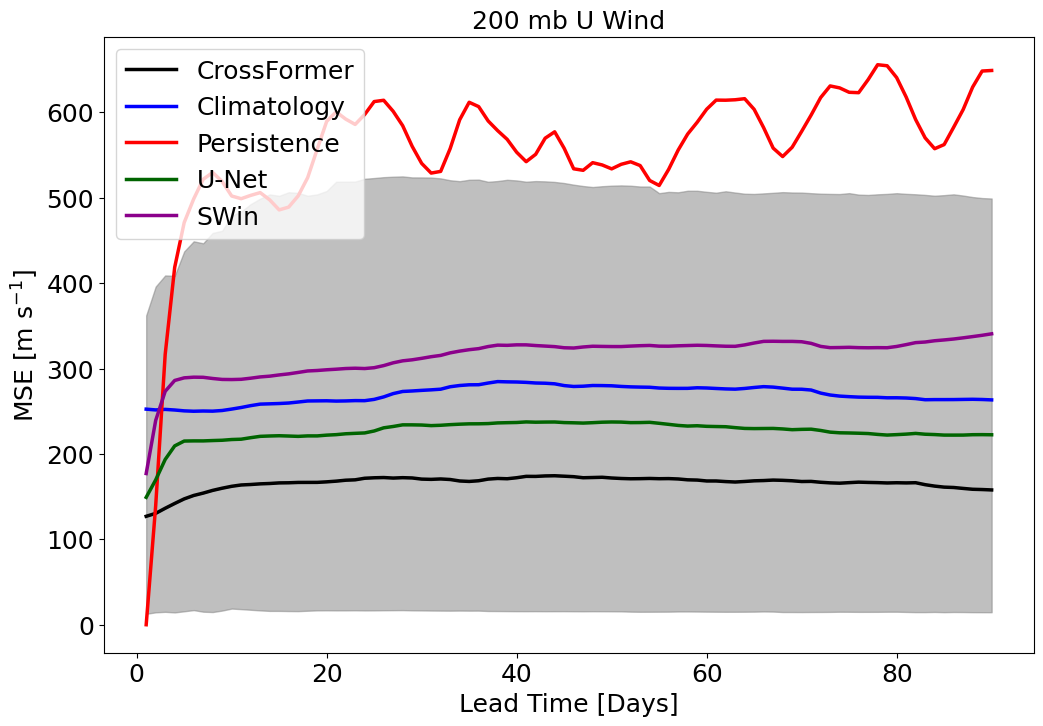 200 mb U Wind
CrossFormer
Climatology
Persistence
U-Net
SWin
MSE [m s⁻¹]
600
500
400
300
200
100
0
0 20 40 60 80
Lead Time [Days]